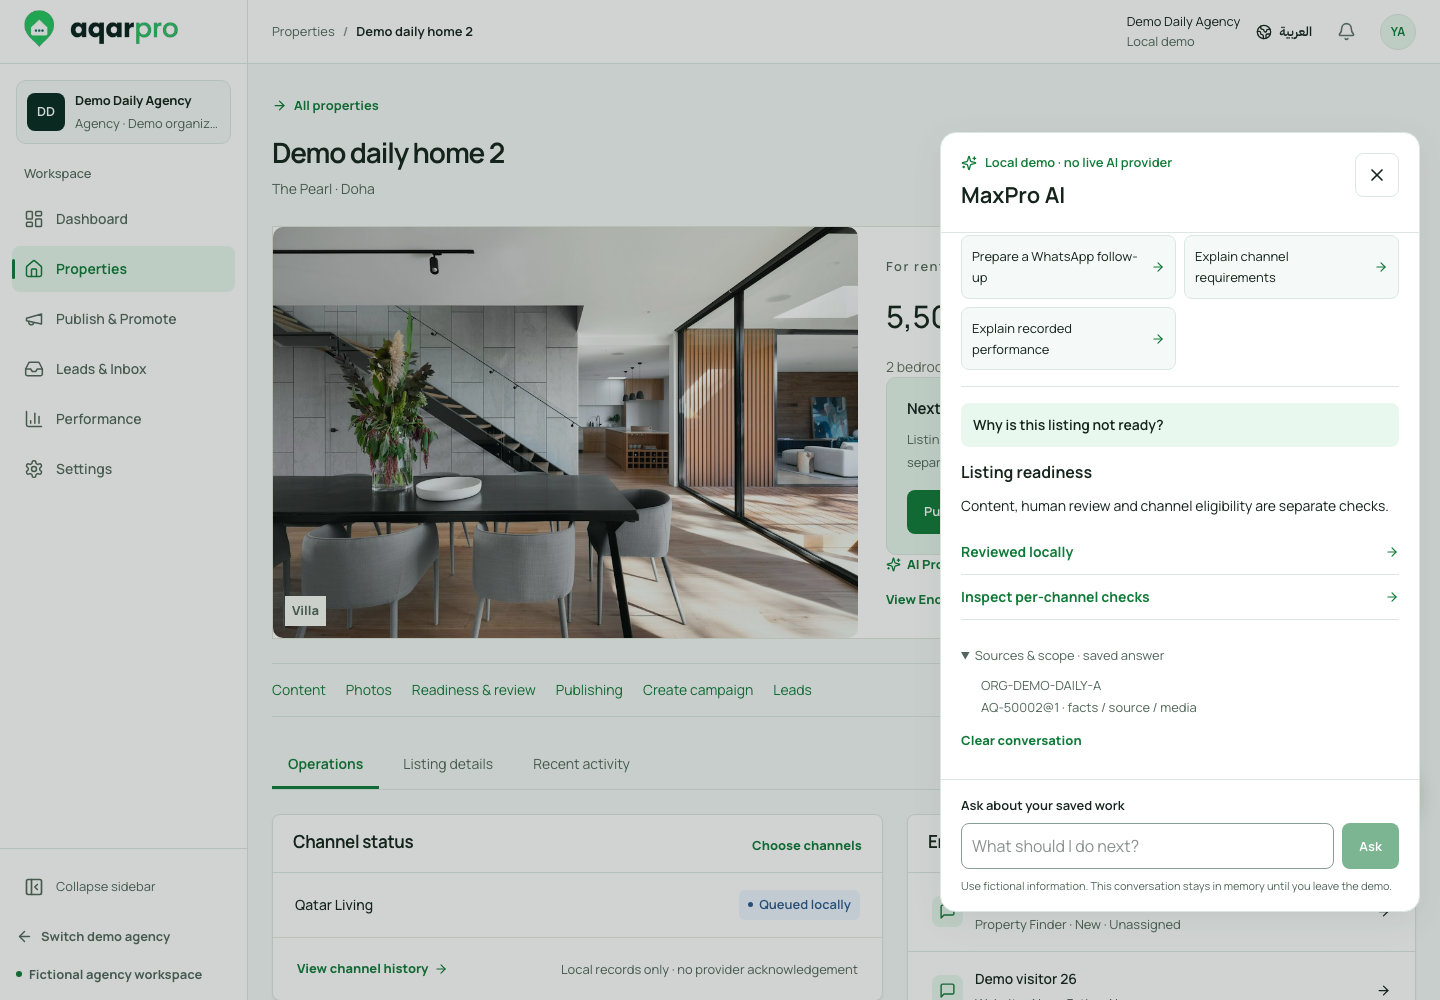 aqarpro
Properties / Demo daily home 2
Demo Daily Agency
Local demo
العربية
YA
DD
Demo Daily Agency
Agency · Demo organiz...
Workspace
Dashboard
Properties
Publish & Promote
Leads & Inbox
Performance
Settings
Collapse sidebar
Switch demo agency
Fictional agency workspace
All properties
Demo daily home 2
The Pearl · Doha
Villa
For
5,50
2
Next
View
Content Photos Readiness & review Publishing Create campaign Leads
Operations Listing details Recent activity
Channel status
Choose channels
Qatar Living
Queued locally
View channel history
Local records only · no provider acknowledgement
Property Finder · New · Unassigned
Demo visitor 26
Local demo · no live AI provider
MaxPro AI
Prepare a WhatsApp follow-
up
Explain channel
requirements
Explain recorded
performance
Why is this listing not ready?
Listing readiness
Content, human review and channel eligibility are separate checks.
Reviewed locally
Inspect per-channel checks
Sources & scope · saved answer
ORG-DEMO-DAILY-A
AQ-50002@1 · facts / source / media
Clear conversation
Ask about your saved work
What should I do next?
Ask
Use fictional information. This conversation stays in memory until you leave the demo.